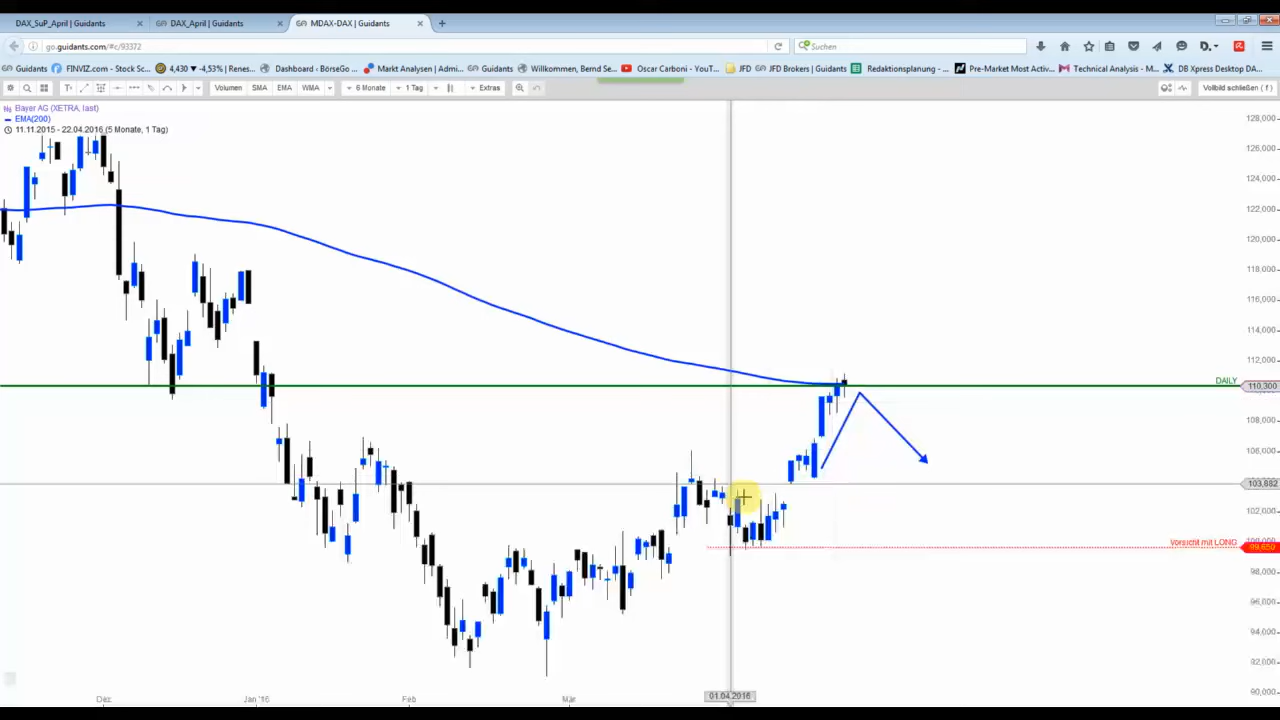 DAX_SuP_April | Guidants
DAX_April | Guidants
MDAX-DAX | Guidants
go.guidants.com/#c/93372
Suchen
Guidants
FINVIZ.com - Stock Sc...
4,430 ▼ -4,53% | Renes...
Dashboard - BörseGo ...
Markt Analysen | Admi...
Guidants
Willkommen, Bernd Se...
Oscar Carboni - YouT...
JFD
JFD Brokers | Guidants
Redaktionsplanung - ...
Pre-Market Most Activ...
Technical Analysis - M...
DB Xpress Desktop DA...
Volumen
SMA
EMA
WMA
6 Monate
1 Tag
Extras
Vollbild schließen ( f )
Bayer AG (XETRA, last)
EMA(200)
11.11.2015 - 22.04.2016 (5 Monate, 1 Tag)
128,000
126,000
124,000
122,000
120,000
118,000
116,000
114,000
112,000
DAILY
110,300
108,000
106,000
103,882
102,000
Vorsicht mit LONG
99,650
98,000
96,000
94,000
92,000
90,000
Dez
Jan '16
Feb
Mär
01.04.2016